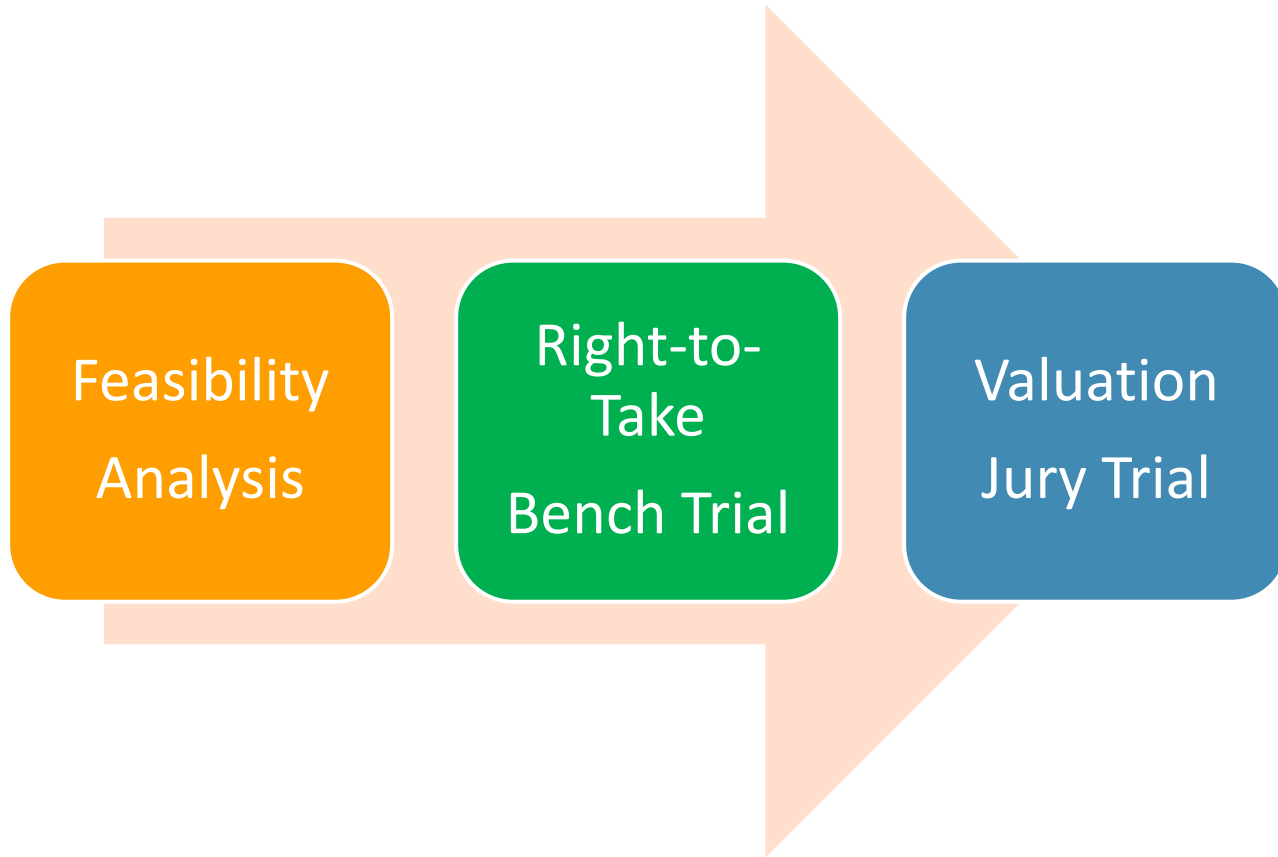 Feasibility
Analysis
Right-to-
Take
Bench Trial
Valuation
Jury Trial